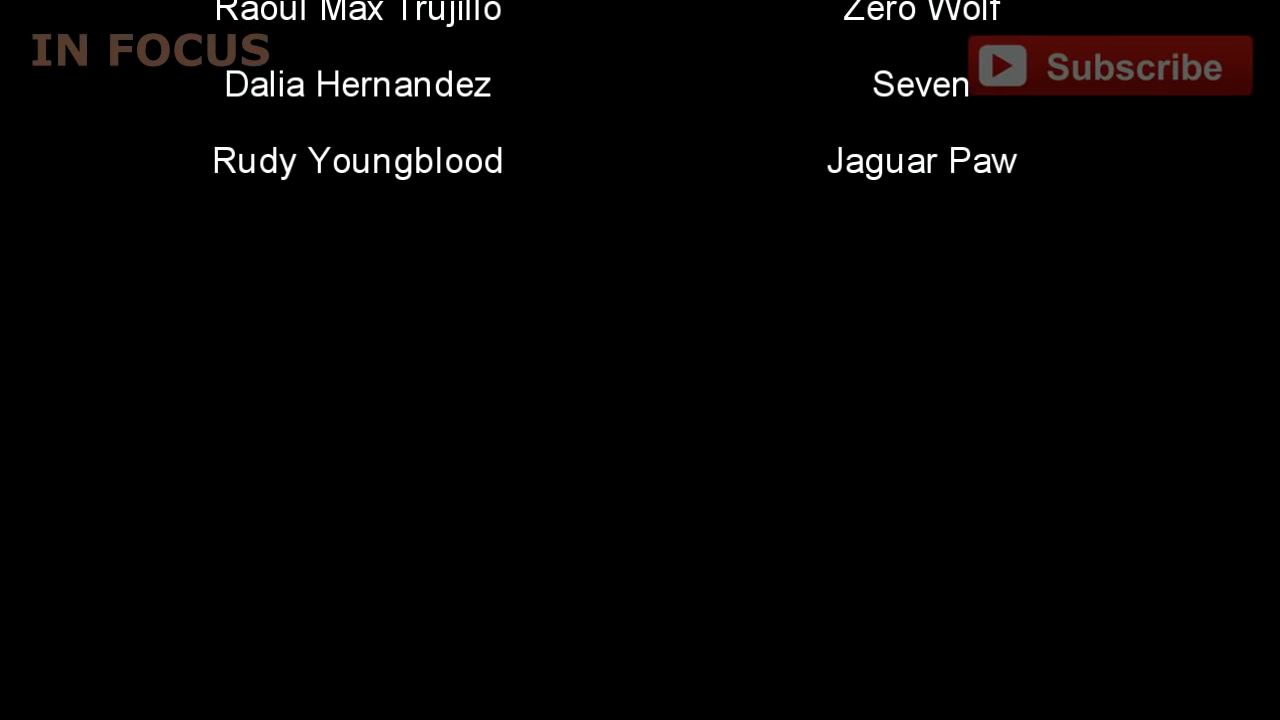 Raoul Max Trujillo Zero Wolf
IN FOCUS
Subscribe
Dalia Hernandez Seven
Rudy Youngblood Jaguar Paw